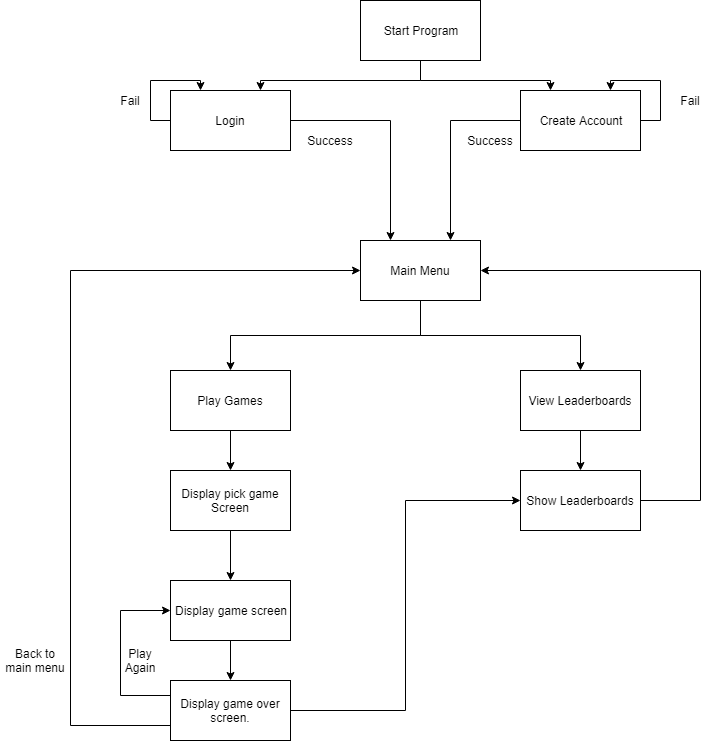 Start Program
Fail
Login
Create Account
Fail
Success
Success
Main Menu
Play Games
View Leaderboards
Display pick game
Screen
Show Leaderboards
Display game screen
Back to
main menu
Play
Again
Display game over
screen.